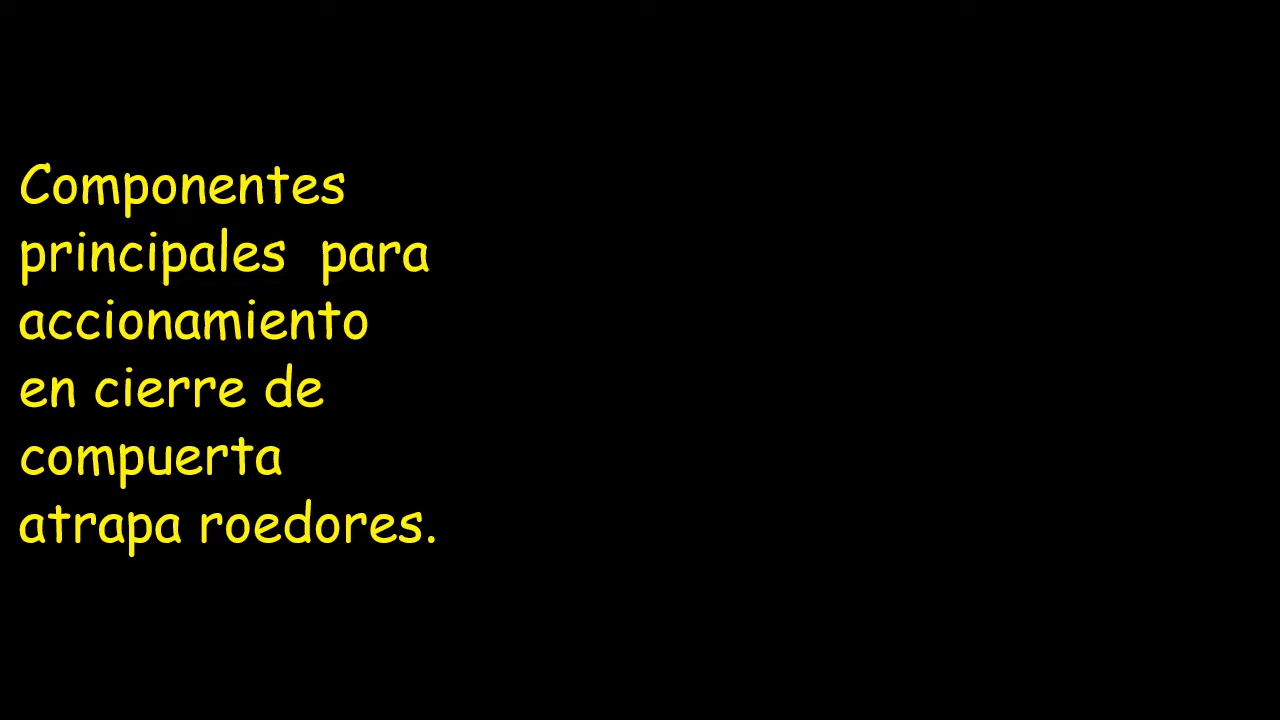 Componentes
principales  para
accionamiento
en cierre de
compuerta
atrapa roedores.